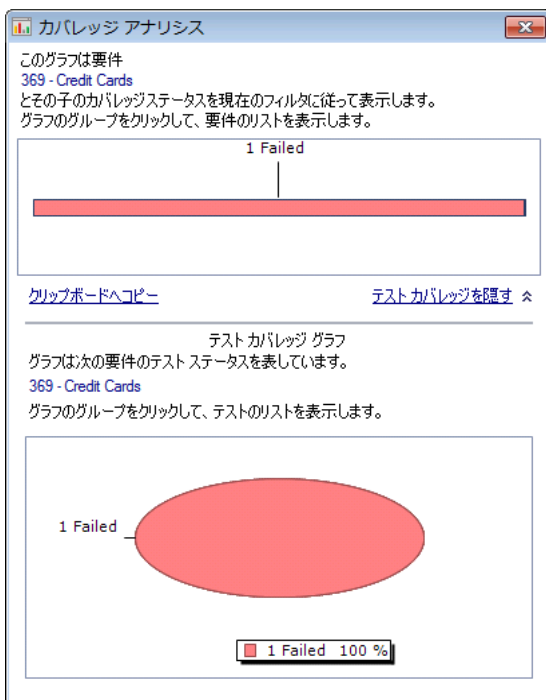 カバレッジ アナリシス
このグラフは要件
369 - Credit Cards
とその子のカバレッジステータスを現在のフィルタに従って表示します。
グラフのグループをクリックして、要件のリストを表示します。
1 Failed
クリップボードへコピー
テスト カバレッジを隠す
テスト カバレッジ グラフ
グラフは次の要件のテスト ステータスを表しています。
369 - Credit Cards
グラフのグループをクリックして、テストのリストを表示します。
1 Failed
1 Failed 100 %